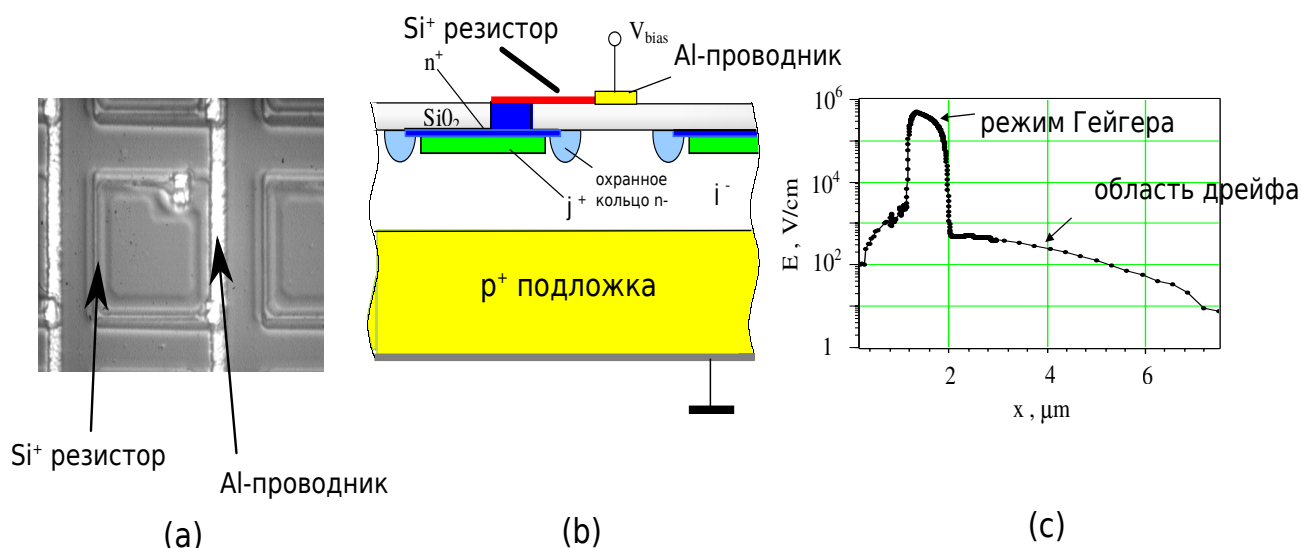 Si⁺ резистор
Al-проводник
(a)
Si⁺ резистор
V_bias
Al-проводник
n⁺
SiO₂
охранное
кольцо n-
j⁺
j⁻
p⁺ подложка
(b)
10⁶
10⁴
10²
1
E , V/cm
режим Гейгера
область дрейфа
2
4
6
x , μm
(c)